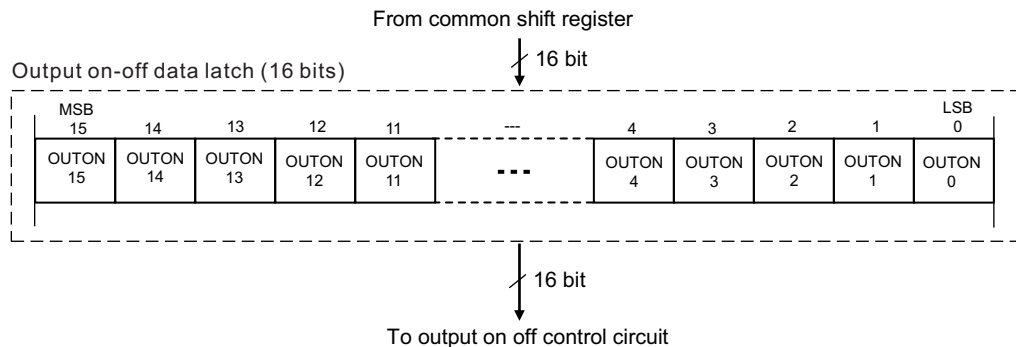 From common shift register
16 bit
Output on-off data latch (16 bits)
MSB LSB
15 14 13 12 11 --- 4 3 2 1 0
OUTON OUTON OUTON OUTON OUTON OUTON OUTON OUTON OUTON OUTON
15 14 13 12 11 --- 4 3 2 1 0
16 bit
To output on off control circuit